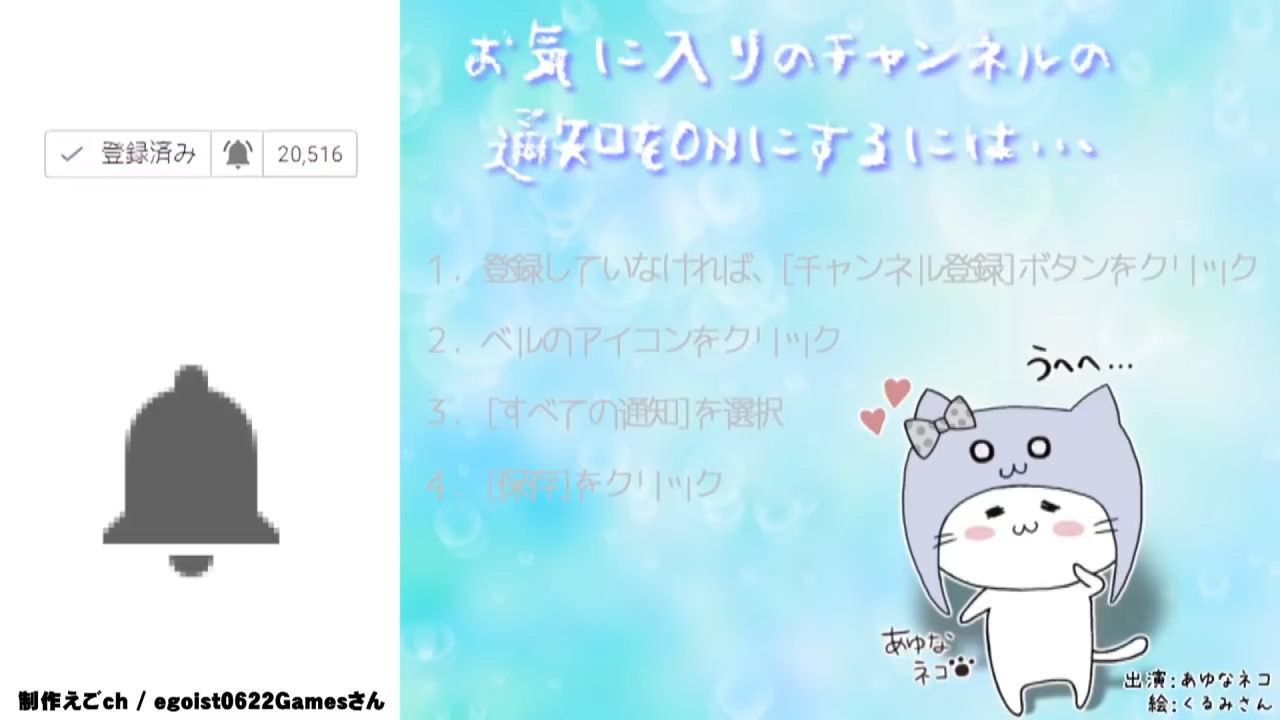 お気に入りのチャンネルの
通知をONにするには・・・
登録済み 20,516
1．登録していなければ、[チャンネル登録]ボタンをクリック
2．ベルのアイコンをクリック
3．[すべての通知]を選択
4．[保存]をクリック
うへへ…
あゆな
ネコ
出演：あゆなネコ
絵：くるみさん
制作えごch / egoist0622Gamesさん